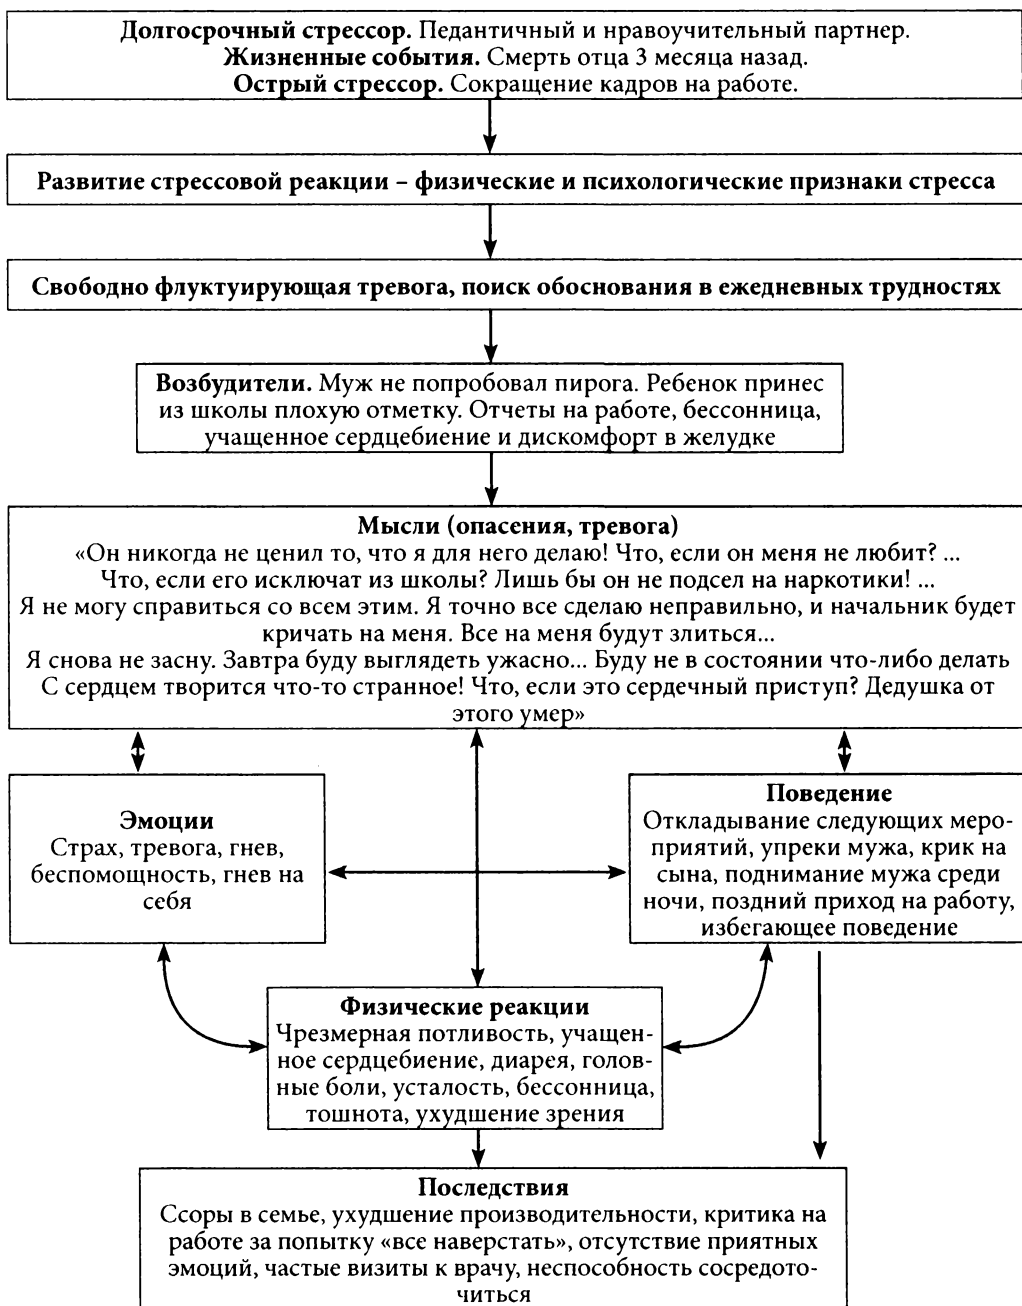 Долгосрочный стрессор. Педантичный и нравоучительный партнер.
Жизненные события. Смерть отца 3 месяца назад.
Острый стрессор. Сокращение кадров на работе.
Развитие стрессовой реакции – физические и психологические признаки стресса
Свободно флуктуирующая тревога, поиск обоснования в ежедневных трудностях
Возбудители. Муж не попробовал пирога. Ребенок принес
из школы плохую отметку. Отчеты на работе, бессонница,
учащенное сердцебиение и дискомфорт в желудке
Мысли (опасения, тревога)
«Он никогда не ценил то, что я для него делаю! Что, если он меня не любит? ...
Что, если его исключат из школы? Лишь бы он не подсел на наркотики! ...
Я не могу справиться со всем этим. Я точно все сделаю неправильно, и начальник будет
кричать на меня. Все на меня будут злиться...
Я снова не засну. Завтра буду выглядеть ужасно... Буду не в состоянии что-либо делать
С сердцем творится что-то странное! Что, если это сердечный приступ? Дедушка от
этого умер»
Эмоции
Страх, тревога, гнев,
беспомощность, гнев на
себя
Поведение
Откладывание следующих меро-
приятий, упреки мужа, крик на
сына, поднимание мужа среди
ночи, поздний приход на работу,
избегающее поведение
Физические реакции
Чрезмерная потливость, учащен-
ное сердцебиение, диарея, голов-
ные боли, усталость, бессонница,
тошнота, ухудшение зрения
Последствия
Ссоры в семье, ухудшение производительности, критика на
работе за попытку «все наверстать», отсутствие приятных
эмоций, частые визиты к врачу, неспособность сосредото-
читься